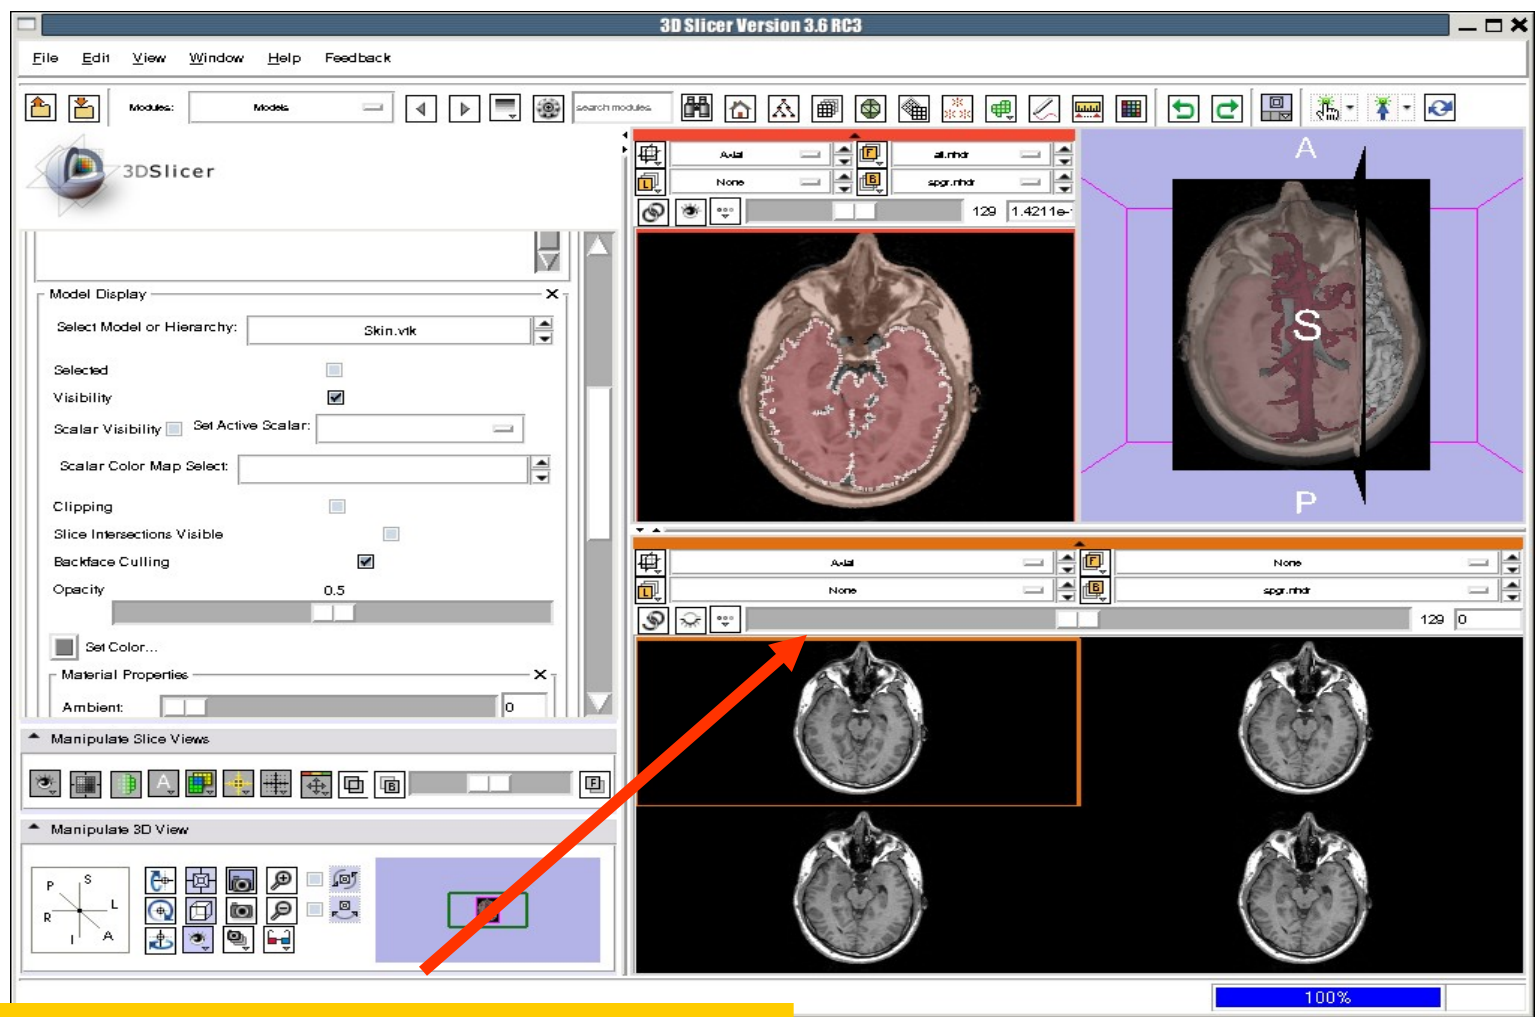 3D Slicer Version 3.6 RC3
File Edit View Window Help Feedback
Modules: Models search modules
3DSlicer
Model Display
Select Model or Hierarchy: Skin.vtk
Selected
Visibility
Scalar Visibility Set Active Scalar:
Scalar Color Map Select:
Clipping
Slice Intersections Visible
Backface Culling
Opacity 0.5
Set Color...
Material Properties
Ambient: 0
Manipulate Slice Views
A B F
Manipulate 3D View
P S
R L
I A
Axial F all.nhdr
L None B spgr.nhdr
129 1.4211e-
A
S
P
Axial F None
L None B spgr.nhdr
129 0
100%